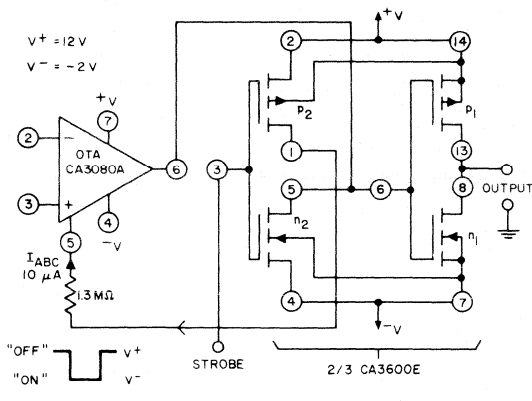 V+ = 12 V
V− = −2 V
+V
2
14
+V
7
p2
p1
2
−
OTA
CA3080A
6
3
1
13
5
6
8
OUTPUT
3
+
4
−V
n2
n1
5
IABC
10 μA
1.3 MΩ
4
7
−V
"OFF"
V+
"ON"
V−
STROBE
2/3 CA3600E